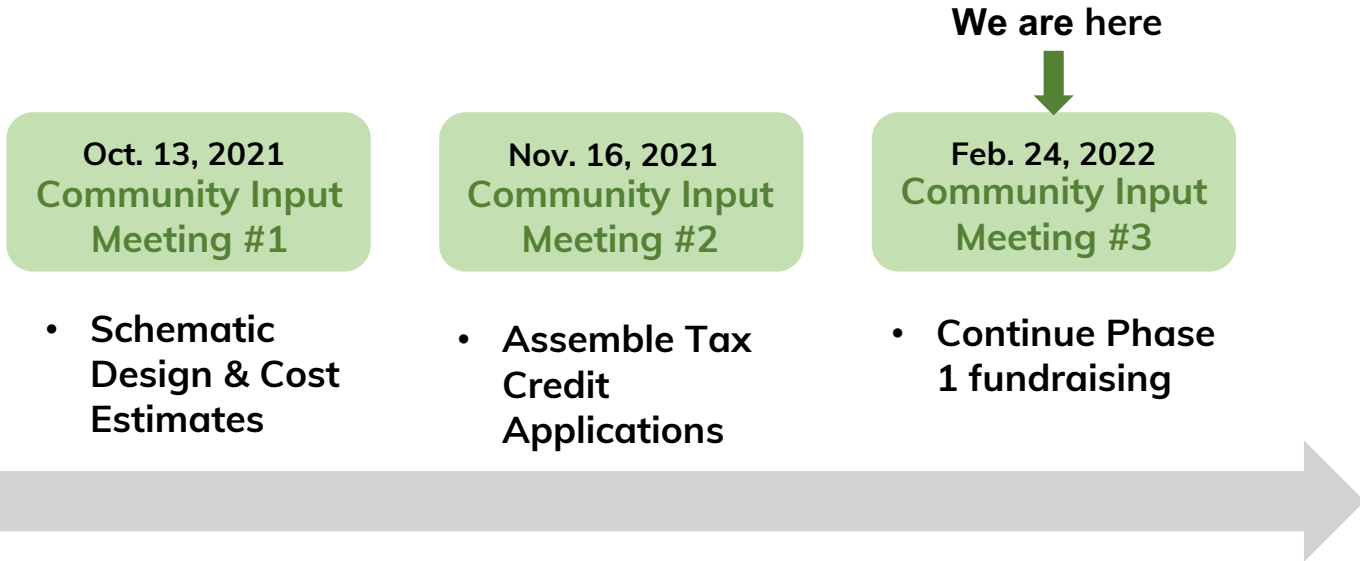 We are here
Oct. 13, 2021
Community Input
Meeting #1
• Schematic
Design & Cost
Estimates
Nov. 16, 2021
Community Input
Meeting #2
• Assemble Tax
Credit
Applications
Feb. 24, 2022
Community Input
Meeting #3
• Continue Phase
1 fundraising